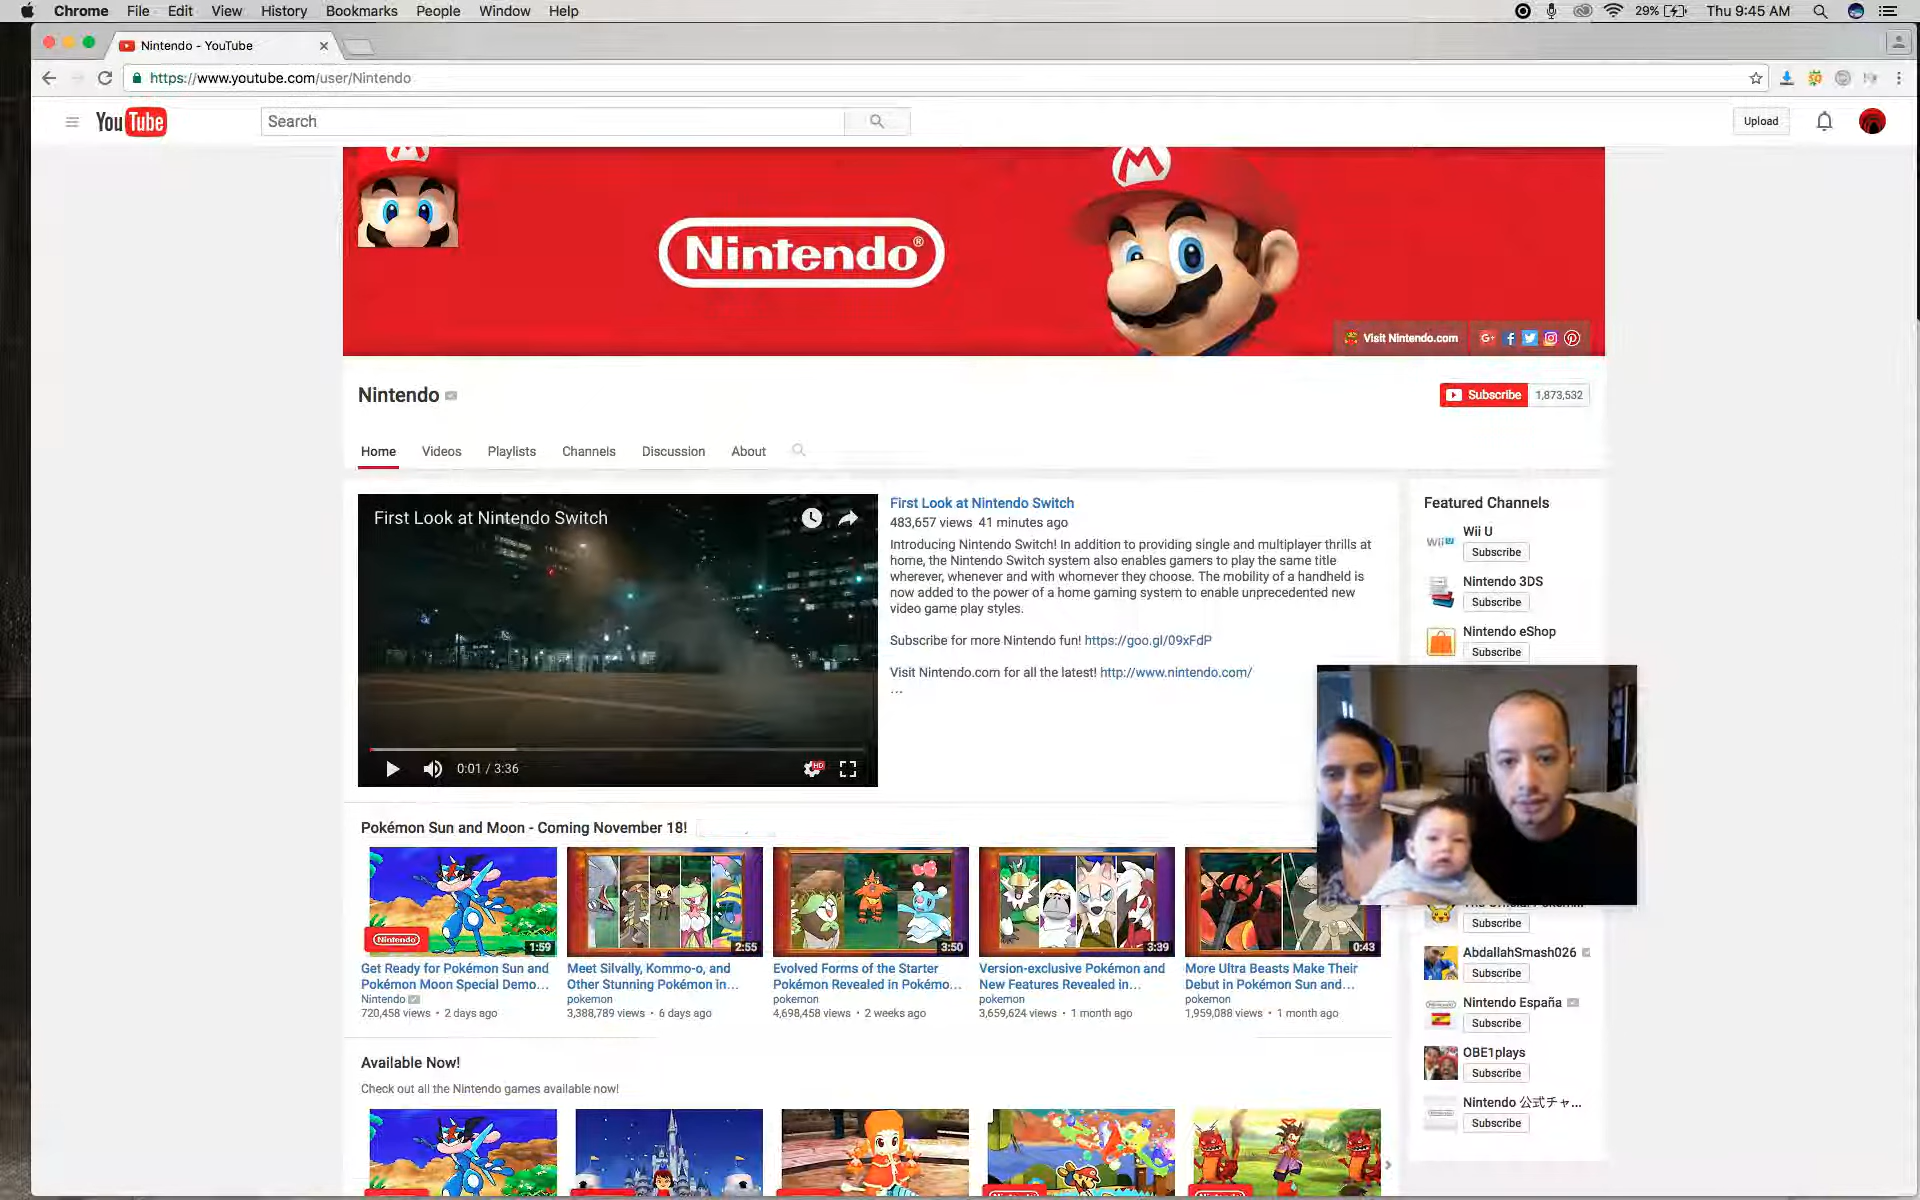 Chrome File Edit View History Bookmarks People Window Help
29% Thu 9:45 AM
Nintendo - YouTube
https://www.youtube.com/user/Nintendo
YouTube
Search
Upload
Nintendo®
Visit Nintendo.com
Nintendo
Subscribe 1,873,532
Home Videos Playlists Channels Discussion About
First Look at Nintendo Switch
0:01 / 3:36
HD
First Look at Nintendo Switch
483,657 views 41 minutes ago
Introducing Nintendo Switch! In addition to providing single and multiplayer thrills at
home, the Nintendo Switch system also enables gamers to play the same title
wherever, whenever and with whomever they choose. The mobility of a handheld is
now added to the power of a home gaming system to enable unprecedented new
video game play styles.
Subscribe for more Nintendo fun! https://goo.gl/09xFdP
Visit Nintendo.com for all the latest! http://www.nintendo.com/
...
Featured Channels
Wii U
Wii U
Subscribe
Nintendo 3DS
Subscribe
Nintendo eShop
Subscribe
Subscribe
AbdallahSmash026
Subscribe
Nintendo España
Subscribe
OBE1plays
Subscribe
Nintendo 公式チャ...
Subscribe
Pokémon Sun and Moon - Coming November 18!
Nintendo
1:59
2:55
3:50
3:39
0:43
Get Ready for Pokémon Sun and
Pokémon Moon Special Demo...
Nintendo
720,458 views • 2 days ago
Meet Silvally, Kommo-o, and
Other Stunning Pokémon in...
pokemon
3,388,789 views • 6 days ago
Evolved Forms of the Starter
Pokémon Revealed in Pokémo...
pokemon
4,698,458 views • 2 weeks ago
Version-exclusive Pokémon and
New Features Revealed in...
pokemon
3,659,624 views • 1 month ago
More Ultra Beasts Make Their
Debut in Pokémon Sun and...
pokemon
1,959,088 views • 1 month ago
Available Now!
Check out all the Nintendo games available now!